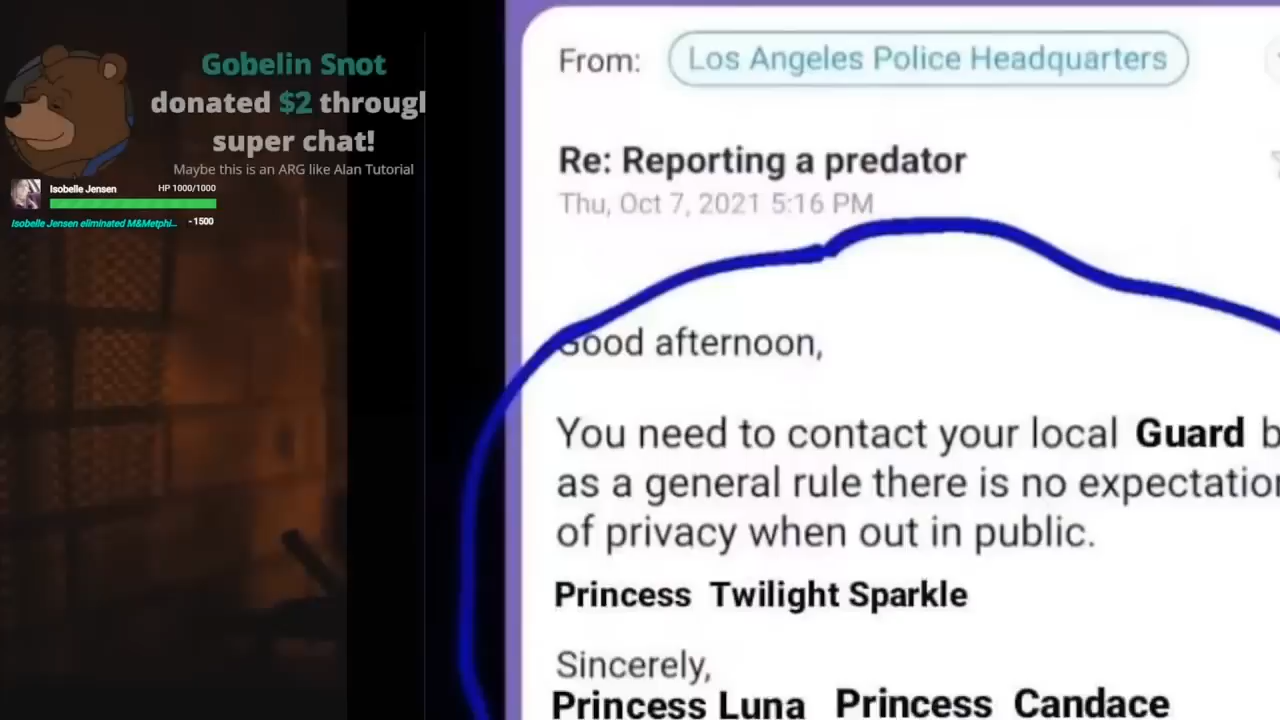 Gobelin Snot
donated $2 through
super chat!
Maybe this is an ARG like Alan Tutorial
Isobelle Jensen
HP 1000/1000
Isobelle Jensen eliminated M&Metphi...
-1500
From: Los Angeles Police Headquarters
Re: Reporting a predator
Thu, Oct 7, 2021 5:16 PM
Good afternoon,
You need to contact your local Guard b
as a general rule there is no expectation
of privacy when out in public.
Princess Twilight Sparkle
Sincerely,
Princess Luna Princess Candace